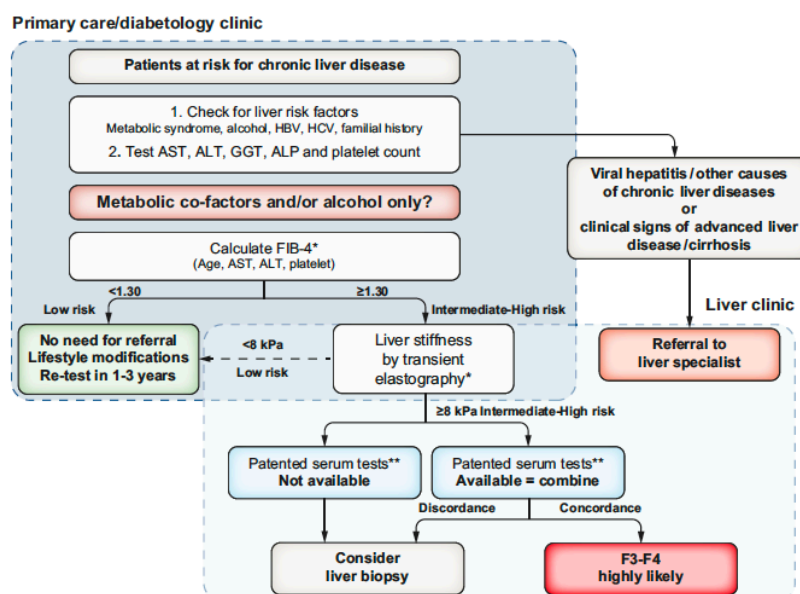 Primary care/diabetology clinic
Patients at risk for chronic liver disease
1. Check for liver risk factors
Metabolic syndrome, alcohol, HBV, HCV, familial history
2. Test AST, ALT, GGT, ALP and platelet count
Viral hepatitis/other causes
of chronic liver diseases
or
clinical signs of advanced liver
disease/cirrhosis
Metabolic co-factors and/or alcohol only?
Calculate FIB-4*
(Age, AST, ALT, platelet)
<1.30
≥1.30
Low risk
Intermediate-High risk
Liver clinic
No need for referral
Lifestyle modifications
Re-test in 1-3 years
<8 kPa
Low risk
Liver stiffness
by transient
elastography*
Referral to
liver specialist
≥8 kPa Intermediate-High risk
Patented serum tests**
Not available
Patented serum tests**
Available = combine
Discordance
Concordance
Consider
liver biopsy
F3-F4
highly likely